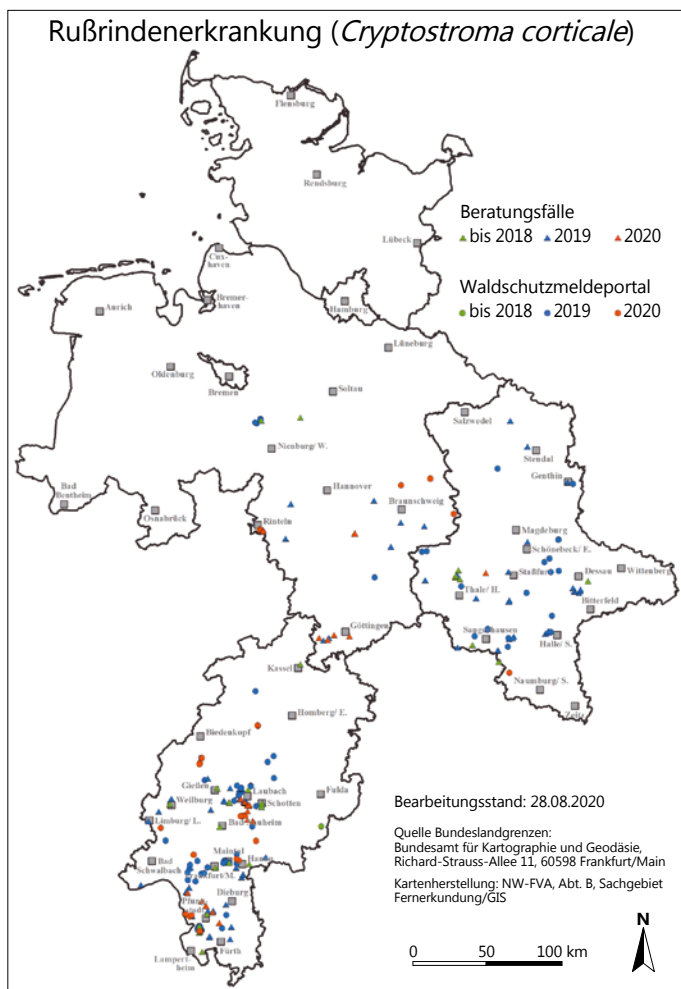 Rußrindenerkrankung (Cryptostroma corticale)
Flensburg
Rendsburg
Beratungsfälle
bis 2018 2019 2020
Lübeck
Cux-
haven
Waldschutzmeldeportal
bis 2018 2019 2020
Bremer-
haven
Hamburg
Aurich
Lüneburg
Oldenburg
Bremen
Soltau
Salzwedel
Nienburg/ W.
Stendal
Genthin
Hannover
Bad
Bentheim
Osnabrück
Braunschweig
Rinteln
Magdeburg
Schönebeck/ E.
Staßfurt
Dessau
Wittenberg
Thale/ H.
Bitterfeld
Göttingen
Sangerhausen
Halle/ S.
Kassel
Naumburg/ S.
Zeitz
Homberg/ E.
Biedenkopf
Gießen
Laubach
Fulda
Weilburg
Schotten
Limburg/ L.
Bad Nauheim
Bearbeitungsstand: 28.08.2020
Quelle Bundeslandgrenzen:
Bundesamt für Kartographie und Geodäsie,
Richard-Strauss-Allee 11, 60598 Frankfurt/Main
Maintal
Hanau
Bad
Schwalbach
Frankfurt/M.
Kartenherstellung: NW-FVA, Abt. B, Sachgebiet
Fernerkundung/GIS
Dieburg
Lampert-
heim
Fürth
N
0 50 100 km